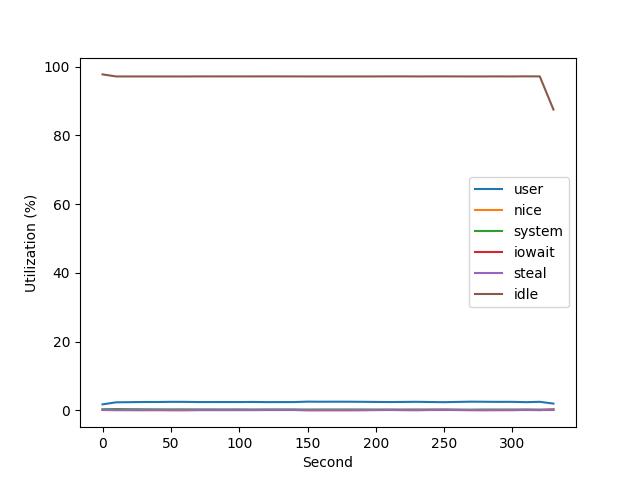 100
80
60
40
20
0
Utilization (%)
user
nice
system
iowait
steal
idle
0 50 100 150 200 250 300
Second